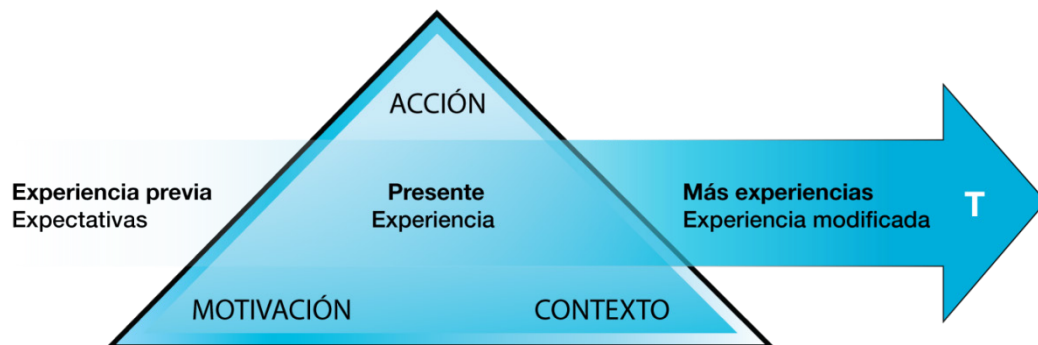 ACCIÓN
Experiencia previa
Expectativas
Presente
Experiencia
Más experiencias
Experiencia modificada
T
MOTIVACIÓN
CONTEXTO